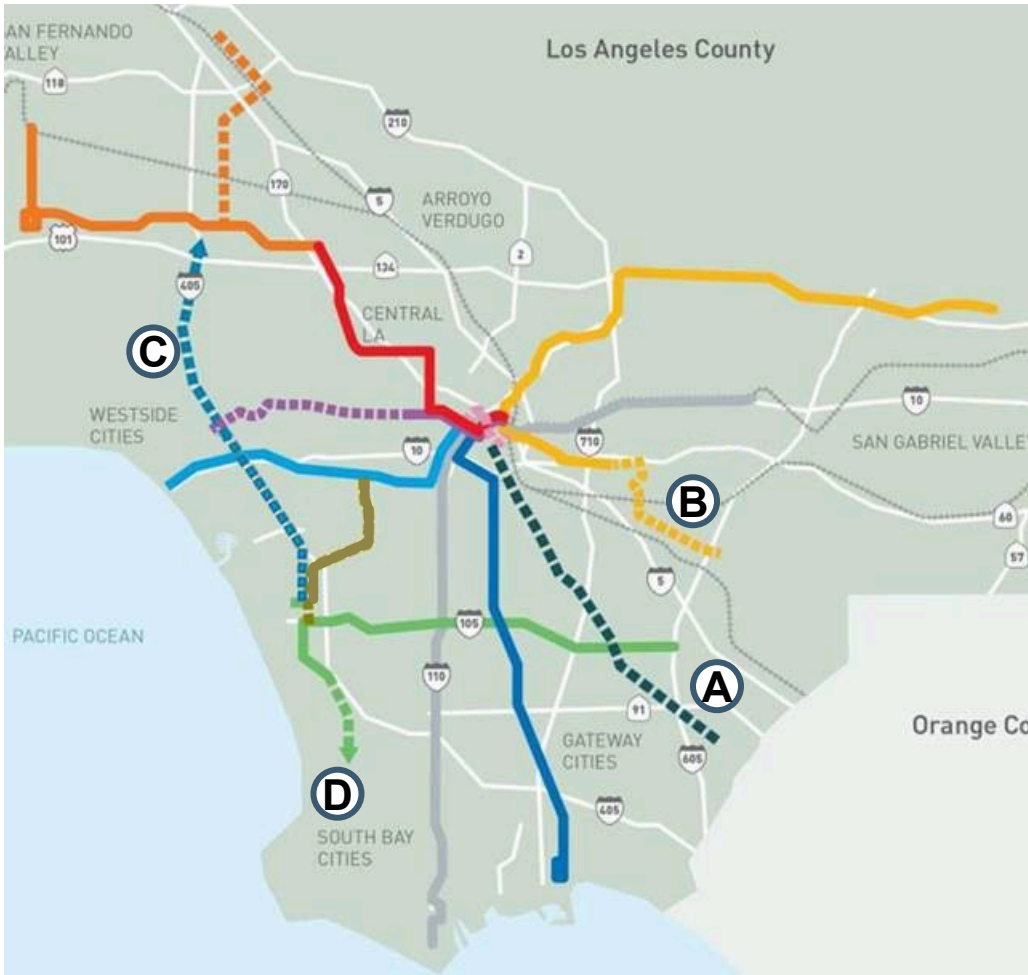 AN FERNANDO
ALLEY
Los Angeles County
118
210
170
5
ARROYO
VERDUGO
101
134
2
405
CENTRAL
LA
C
WESTSIDE
CITIES
10
710
10
SAN GABRIEL VALLEY
B
60
57
5
PACIFIC OCEAN
105
110
A
91
Orange Co
GATEWAY
CITIES
605
D
405
SOUTH BAY
CITIES